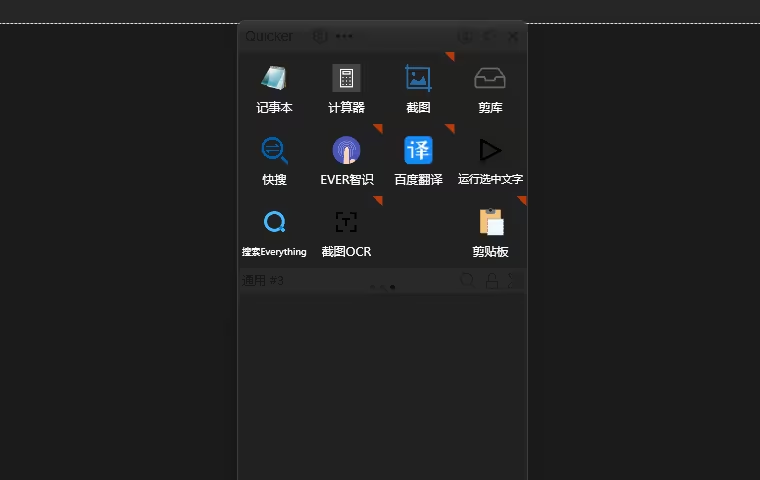 Quicker
记事本 计算器 截图 剪库
译
快搜 EVER智识 百度翻译 运行选中文字
T
搜索Everything 截图OCR 剪贴板
通用 #3